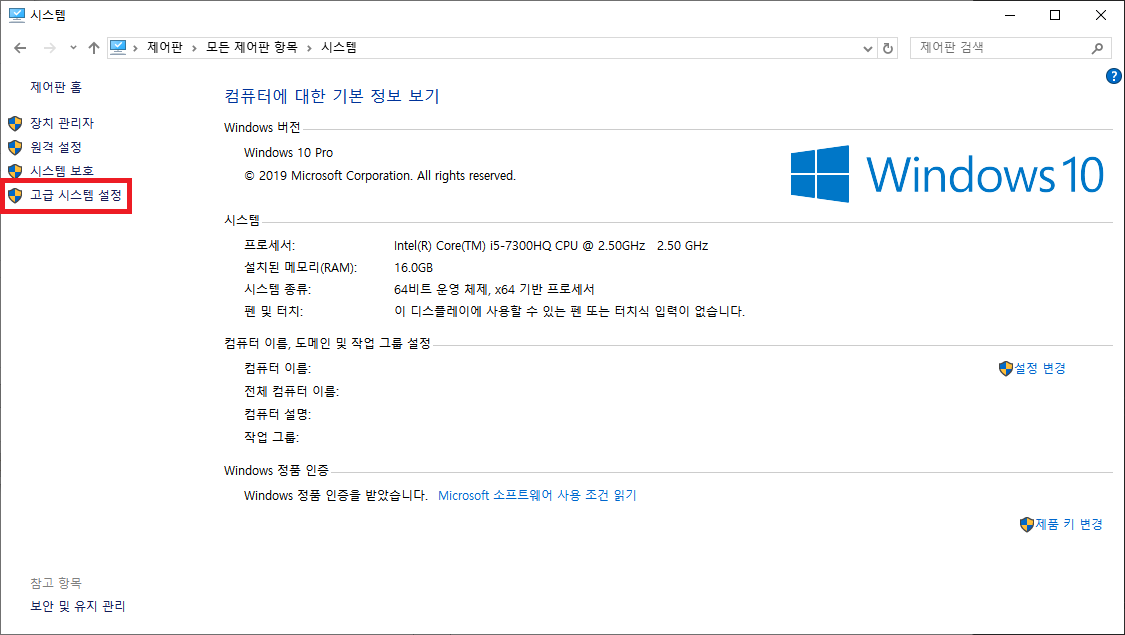 시스템
제어판 > 모든 제어판 항목 > 시스템
제어판 검색
?
제어판 홈
장치 관리자
원격 설정
시스템 보호
고급 시스템 설정
컴퓨터에 대한 기본 정보 보기
Windows 버전
Windows 10 Pro
© 2019 Microsoft Corporation. All rights reserved.
Windows 10
시스템
프로세서: Intel(R) Core(TM) i5-7300HQ CPU @ 2.50GHz 2.50 GHz
설치된 메모리(RAM): 16.0GB
시스템 종류: 64비트 운영 체제, x64 기반 프로세서
펜 및 터치: 이 디스플레이에 사용할 수 있는 펜 또는 터치식 입력이 없습니다.
컴퓨터 이름, 도메인 및 작업 그룹 설정
컴퓨터 이름:
설정 변경
전체 컴퓨터 이름:
컴퓨터 설명:
작업 그룹:
Windows 정품 인증
Windows 정품 인증을 받았습니다. Microsoft 소프트웨어 사용 조건 읽기
제품 키 변경
참고 항목
보안 및 유지 관리